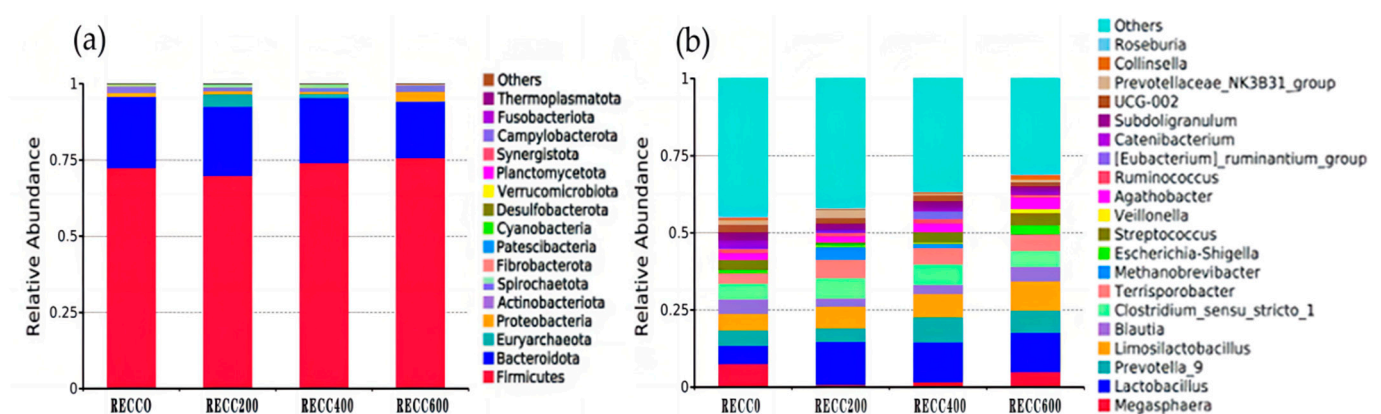 (a)
Relative Abundance
1
0.75
0.5
0.25
0
RECC0
RECC200
RECC400
RECC600
Others
Thermoplasmatota
Fusobacteriota
Campylobacterota
Synergistota
Planctomycetota
Verrucomicrobiota
Desulfobacterota
Cyanobacteria
Patescibacteria
Fibrobacterota
Spirochaetota
Actinobacteriota
Proteobacteria
Euryarchaeota
Bacteroidota
Firmicutes
(b)
Relative Abundance
1
0.75
0.5
0.25
0
RECC0
RECC200
RECC400
RECC600
Others
Roseburia
Collinsella
Prevotellaceae_NK3B31_group
UCG-002
Subdoligranulum
Catenibacterium
[Eubacterium]_ruminantium_group
Ruminococcus
Agathobacter
Veillonella
Streptococcus
Escherichia-Shigella
Methanobrevibacter
Terrisporobacter
Clostridium_sensu_stricto_1
Blautia
Limosilactobacillus
Prevotella_9
Lactobacillus
Megasphaera